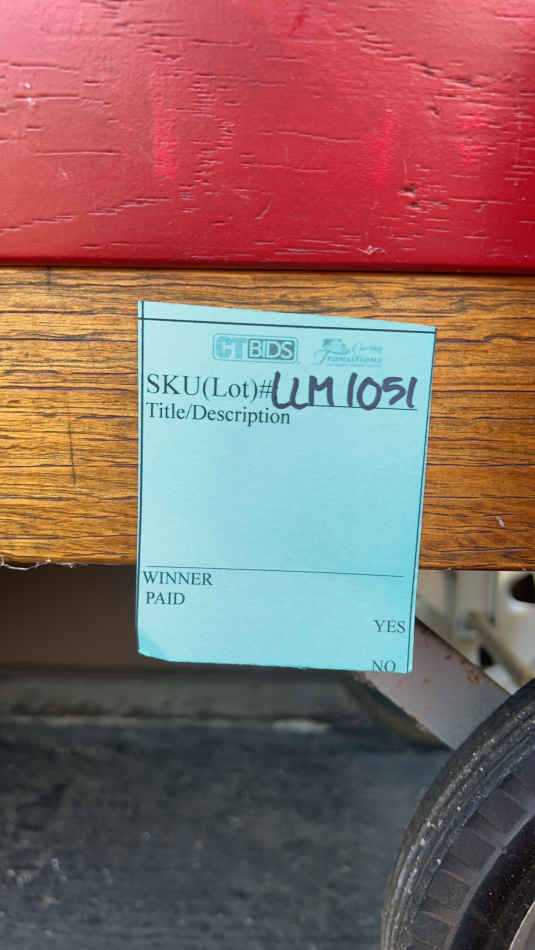 CTBIDS Caring Transitions
SKU(Lot)# LLM1051
Title/Description
WINNER
PAID
YES
NO